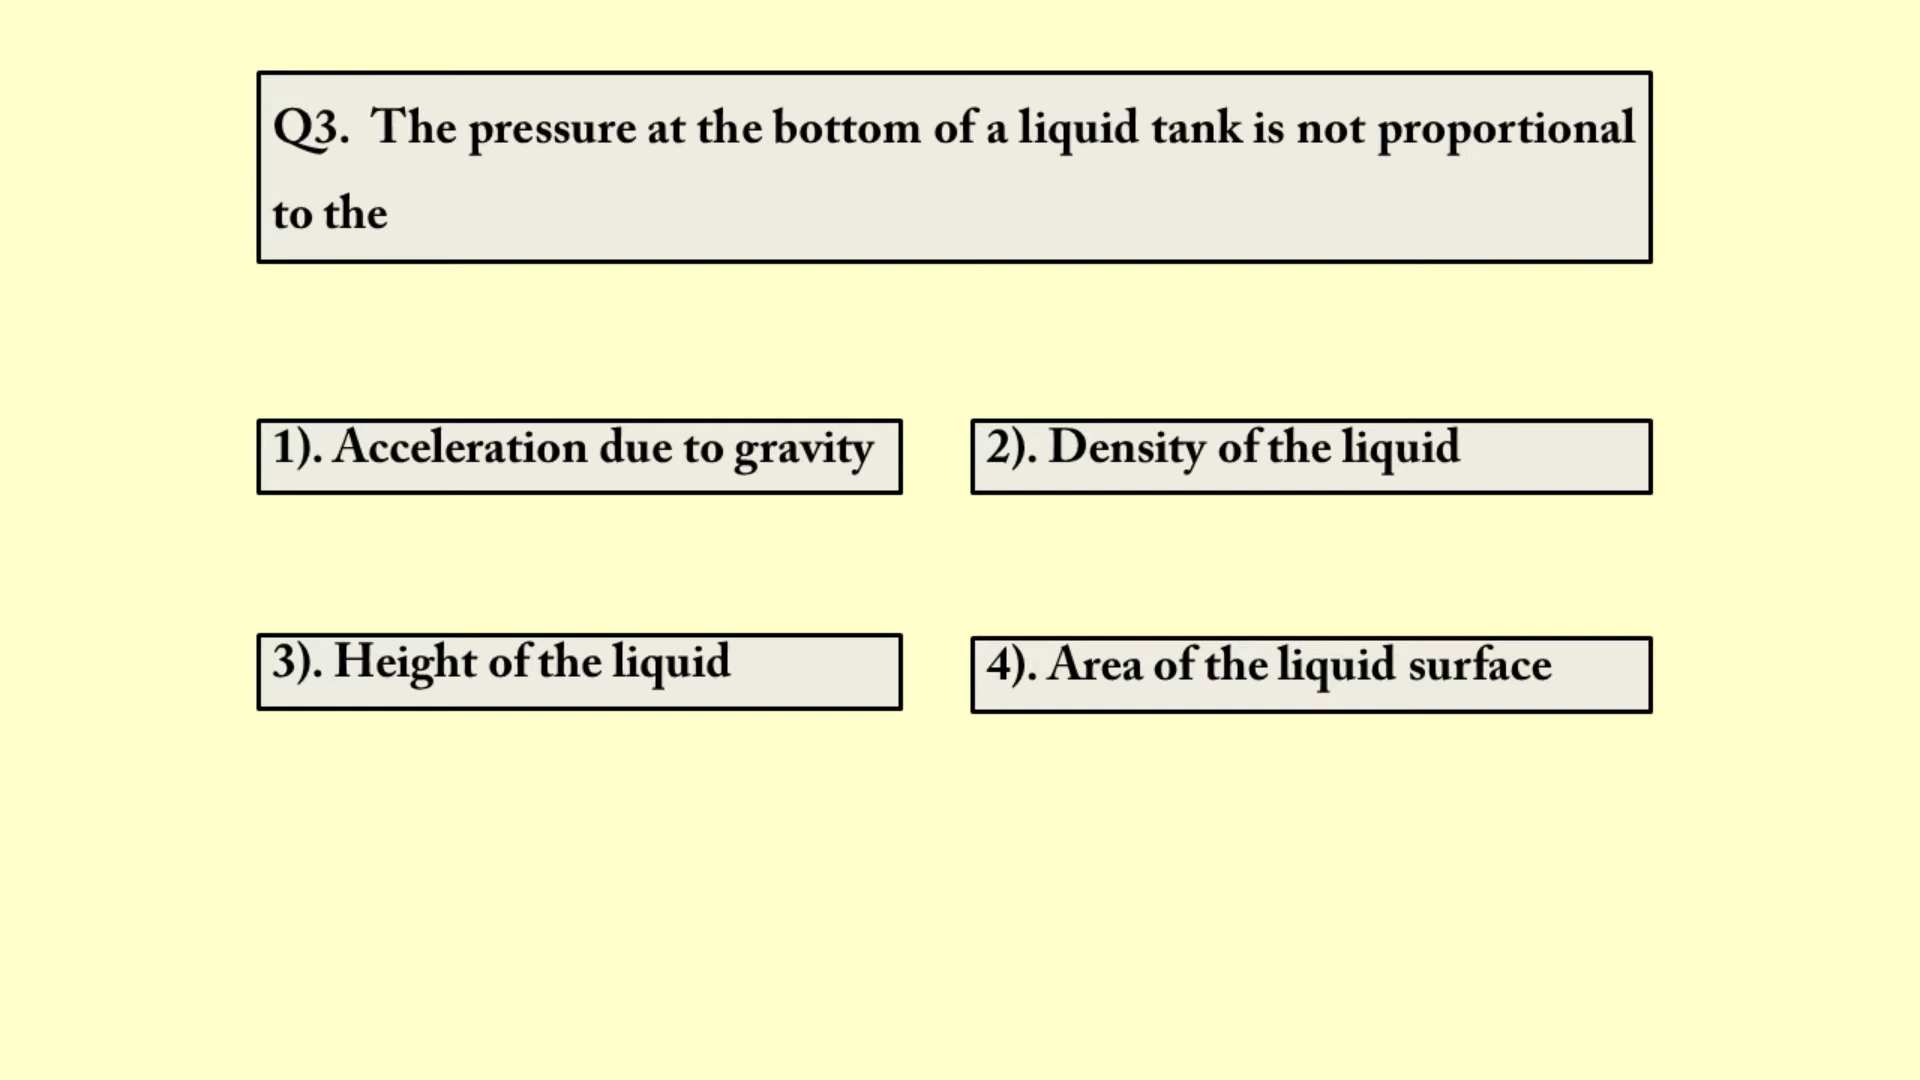 Q3.  The pressure at the bottom of a liquid tank is not proportional
to the
1). Acceleration due to gravity
2). Density of the liquid
3). Height of the liquid
4). Area of the liquid surface